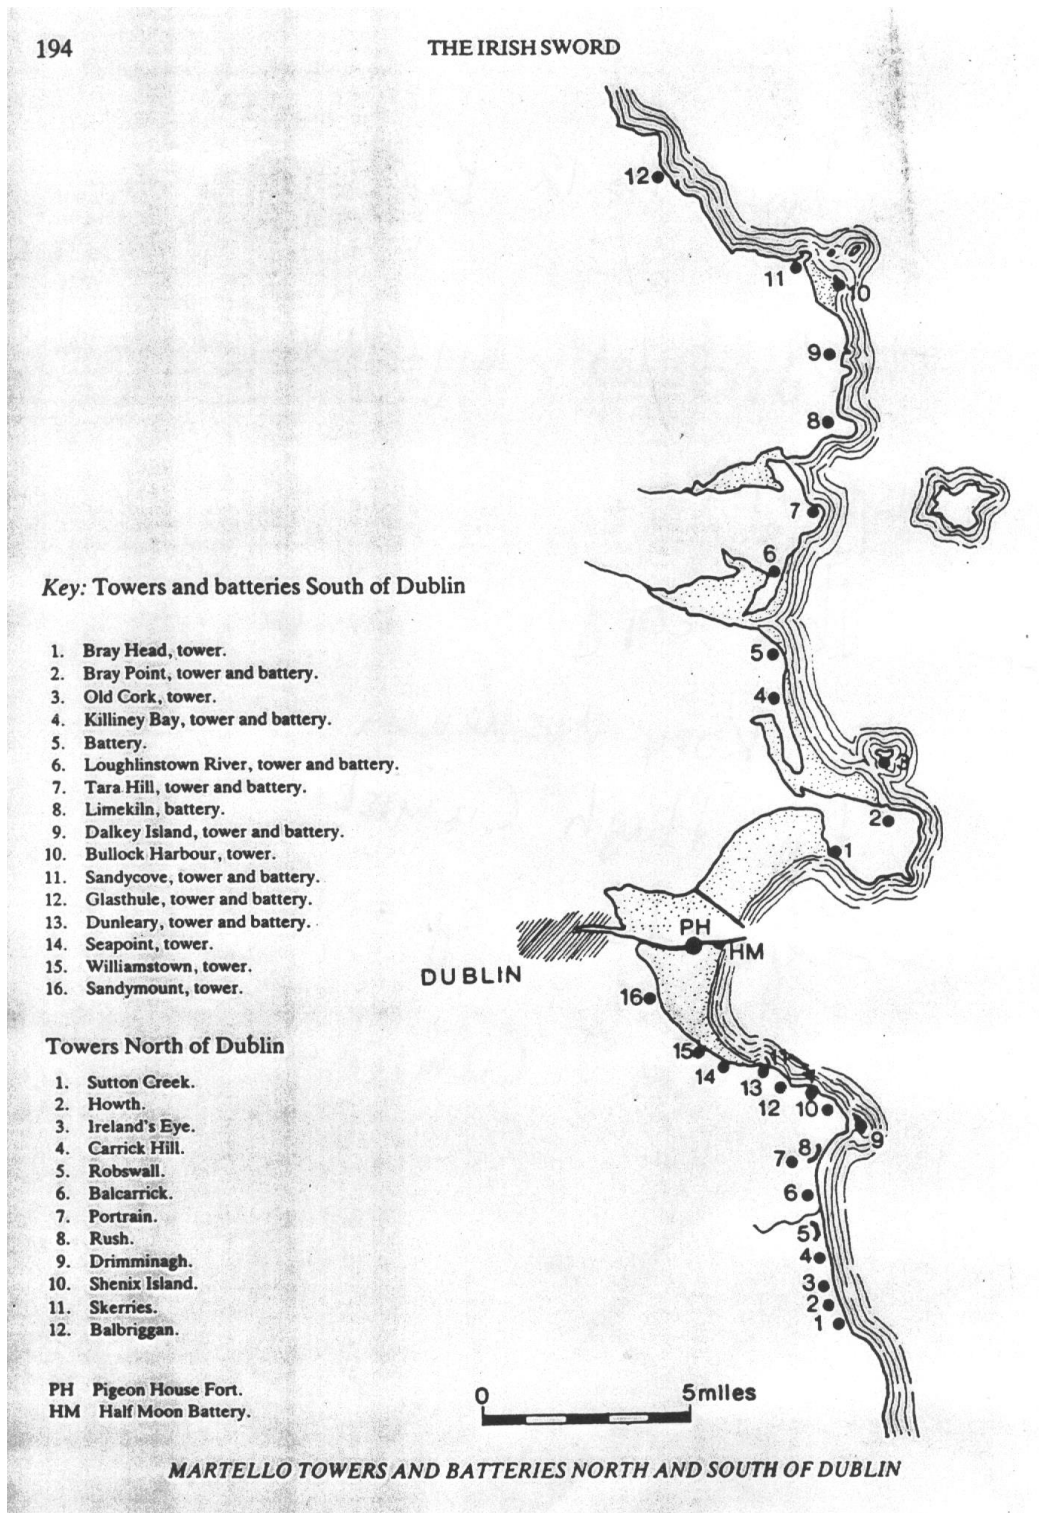 194
THE IRISH SWORD
12
11
10
9
8
7
6
5
4
3
2
1
PH
HM
DUBLIN
16
15
14
13
12
11
10
9
8
7
6
5
4
3
2
1
Key: Towers and batteries South of Dublin
1. Bray Head, tower.
2. Bray Point, tower and battery.
3. Old Cork, tower.
4. Killiney Bay, tower and battery.
5. Battery.
6. Loughlinstown River, tower and battery.
7. Tara Hill, tower and battery.
8. Limekiln, battery.
9. Dalkey Island, tower and battery.
10. Bullock Harbour, tower.
11. Sandycove, tower and battery.
12. Glasthule, tower and battery.
13. Dunleary, tower and battery.
14. Seapoint, tower.
15. Williamstown, tower.
16. Sandymount, tower.
Towers North of Dublin
1. Sutton Creek.
2. Howth.
3. Ireland's Eye.
4. Carrick Hill.
5. Robswall.
6. Balcarrick.
7. Portrain.
8. Rush.
9. Drimminagh.
10. Shenix Island.
11. Skerries.
12. Balbriggan.
PH Pigeon House Fort.
HM Half Moon Battery.
0 5miles
MARTELLO TOWERS AND BATTERIES NORTH AND SOUTH OF DUBLIN